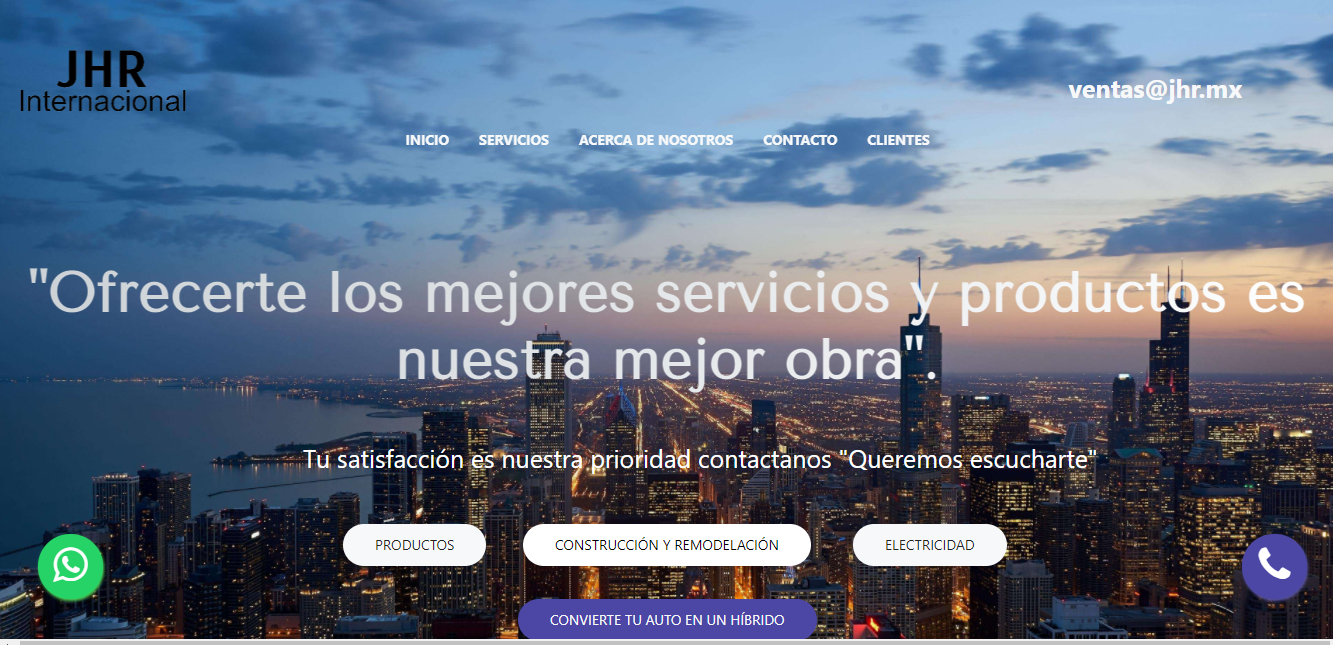 JHR
Internacional
ventas@jhr.mx
INICIO SERVICIOS ACERCA DE NOSOTROS CONTACTO CLIENTES
"Ofrecerte los mejores servicios y productos es
nuestra mejor obra".
Tu satisfacción es nuestra prioridad contactanos "Queremos escucharte"
PRODUCTOS CONSTRUCCIÓN Y REMODELACIÓN ELECTRICIDAD
CONVIERTE TU AUTO EN UN HÍBRIDO